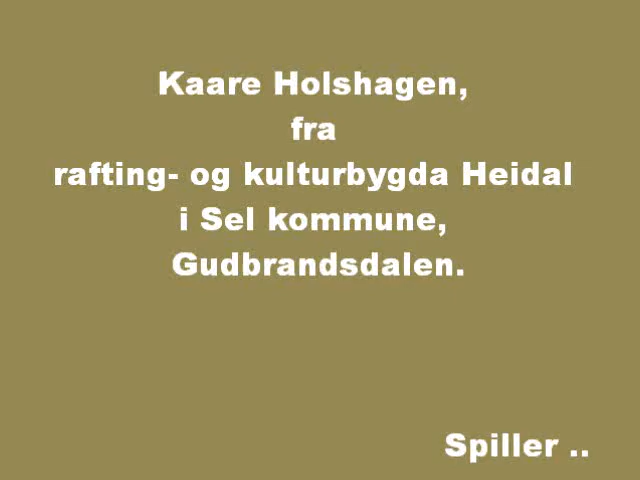 Kaare Holshagen,
fra
rafting- og kulturbygda Heidal
i Sel kommune,
Gudbrandsdalen.
Spiller ..